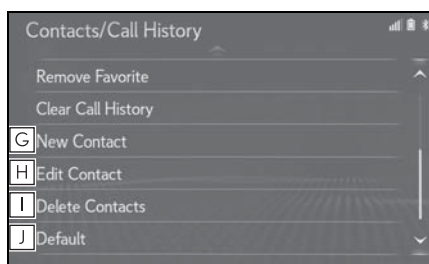 Contacts/Call History
Remove Favorite
Clear Call History
G New Contact
H Edit Contact
I Delete Contacts
J Default